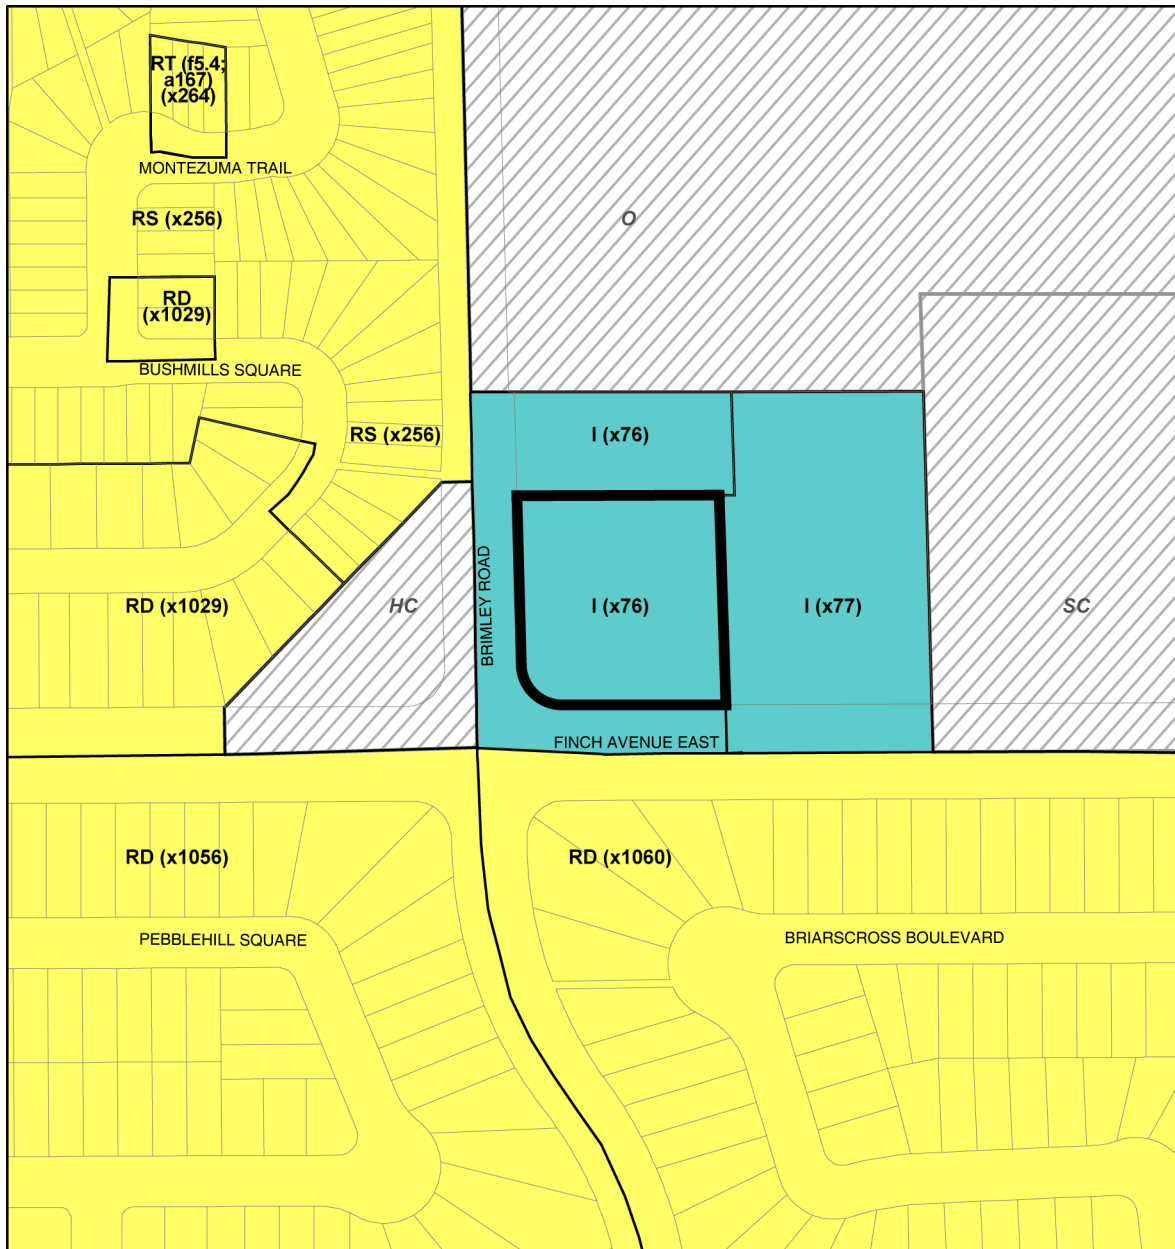 RT (f5.4;
a167)
(x264)
MONTEZUMA TRAIL
RS (x256)
O
RD
(x1029)
BUSHMILLS SQUARE
RS (x256)
I (x76)
BRIMLEY ROAD
RD (x1029)
HC
I (x76)
I (x77)
SC
FINCH AVENUE EAST
RD (x1056)
RD (x1060)
PEBBLEHILL SQUARE
BRIARSCROSS BOULEVARD